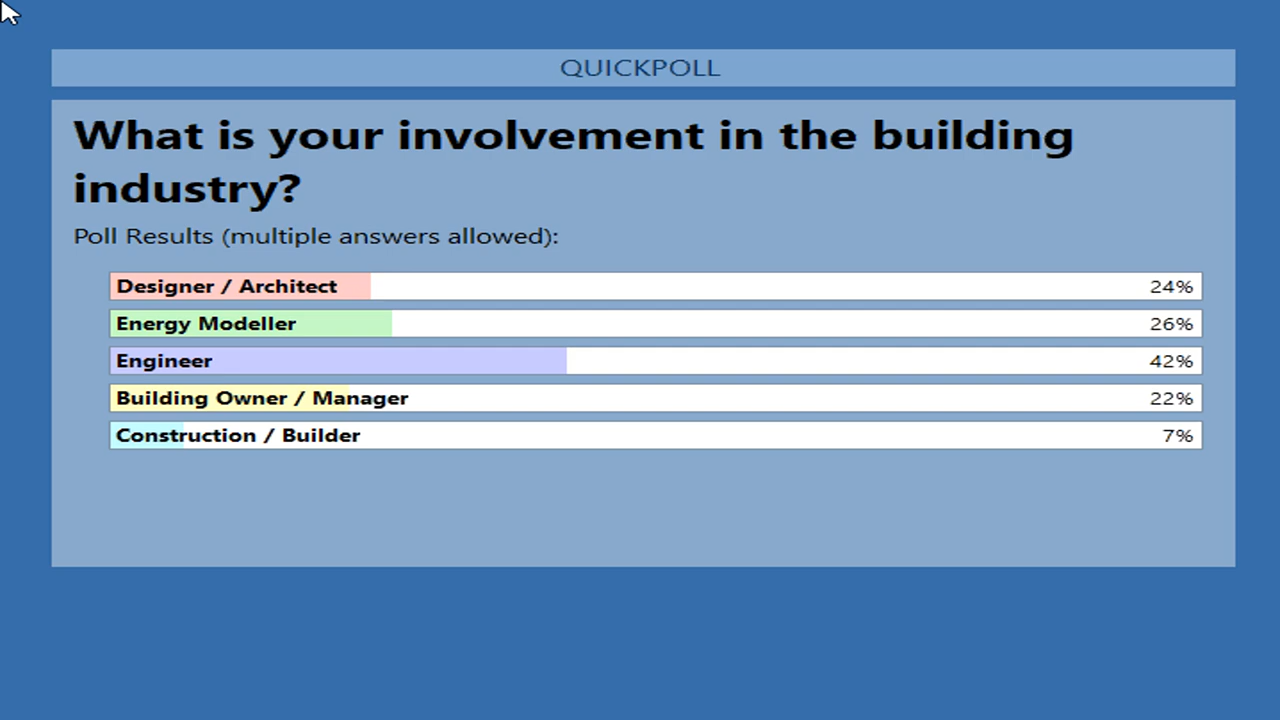 QUICKPOLL
What is your involvement in the building
industry?
Poll Results (multiple answers allowed):
Designer / Architect 24%
Energy Modeller 26%
Engineer 42%
Building Owner / Manager 22%
Construction / Builder 7%